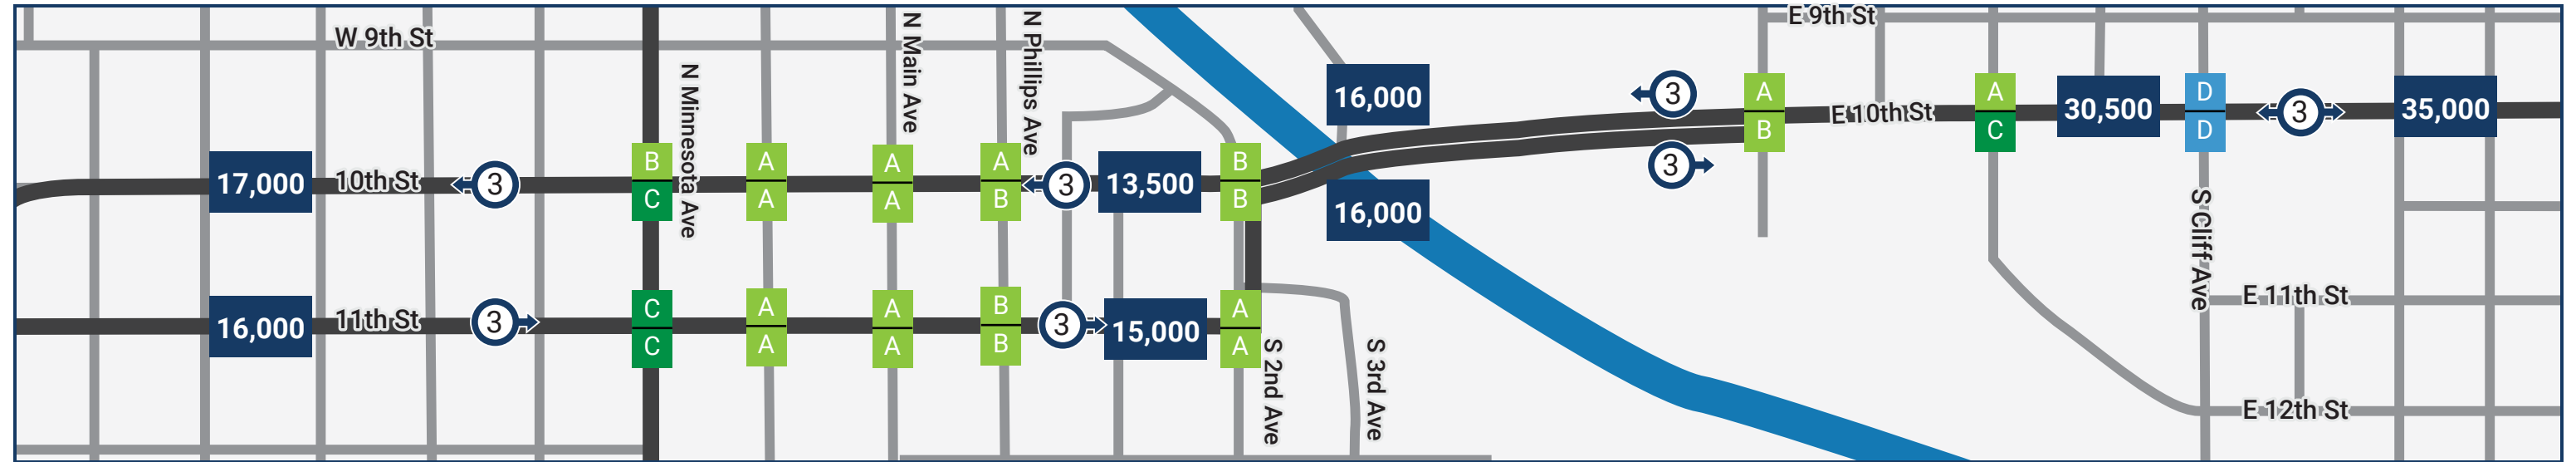 W 9th St
N Main Ave
N Phillips Ave
E 9th St
N Minnesota Ave
16,000
3
A
B
E 10th St
A
C
30,500
D
D
3
35,000
17,000
10th St
3
B
C
A
A
A
A
A
B
3
13,500
B
B
16,000
3
S Cliff Ave
16,000
11th St
3
C
C
A
A
A
A
B
B
3
15,000
A
A
S 2nd Ave
S 3rd Ave
E 11th St
E 12th St